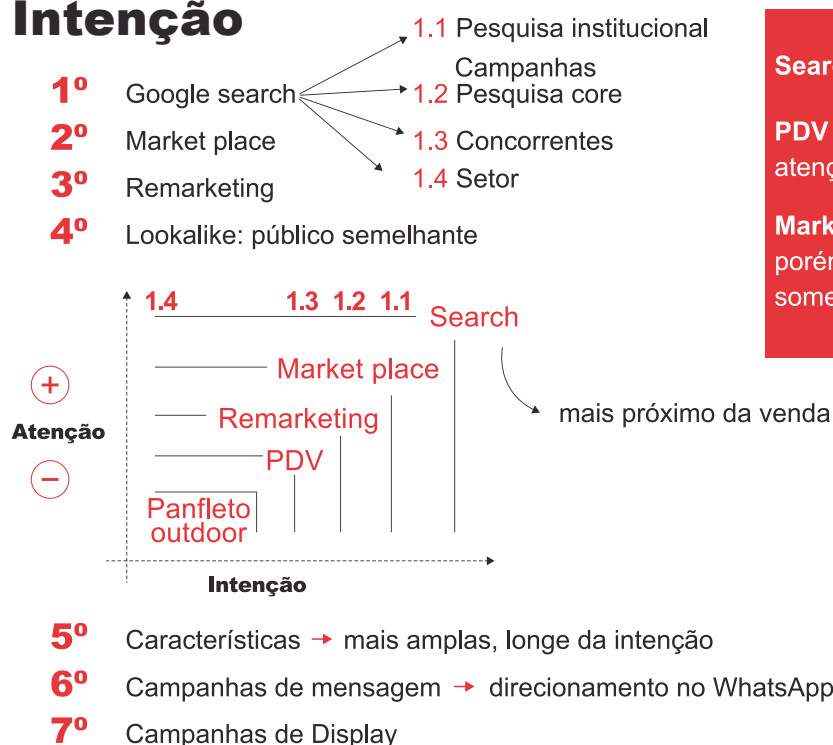 Intenção
1º Google search
1.1 Pesquisa institucional
Campanhas
1.2 Pesquisa core
1.3 Concorrentes
1.4 Setor
2º Market place
3º Remarketing
4º Lookalike: público semelhante
PDV
1.4 1.3 1.2 1.1
Search
Market place
Remarketing
PDV
Panfleto
outdoor
+
Atenção
−
Intenção
mais próximo da venda
5º Características → mais amplas, longe da intenção
6º Campanhas de mensagem → direcionamento no WhatsApp
7º Campanhas de Display